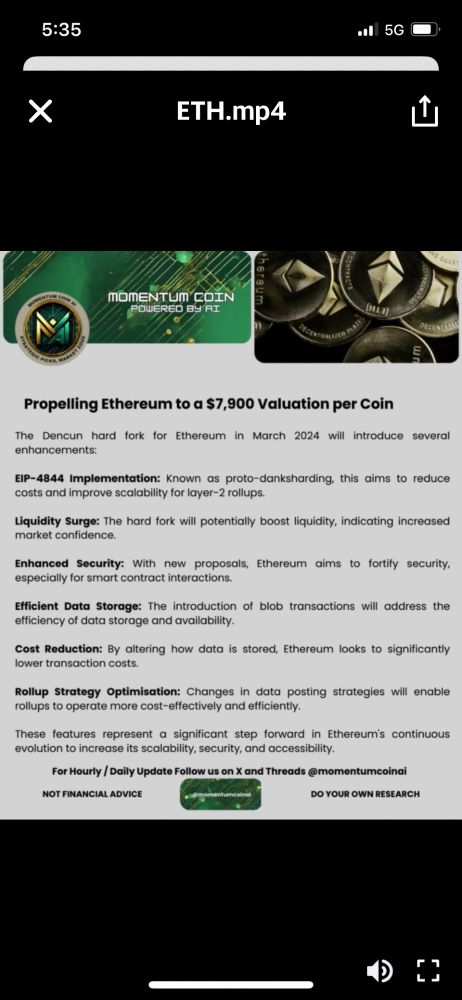 5:35
5G
ETH.mp4
MOMENTUM COIN
POWERED BY AI
MOMENTUM COIN AI
Propelling Ethereum to a $7,900 Valuation per Coin
The Dencun hard fork for Ethereum in March 2024 will introduce several
enhancements:
EIP-4844 Implementation: Known as proto-danksharding, this aims to reduce
costs and improve scalability for layer-2 rollups.
Liquidity Surge: The hard fork will potentially boost liquidity, indicating increased
market confidence.
Enhanced Security: With new proposals, Ethereum aims to fortify security,
especially for smart contract interactions.
Efficient Data Storage: The introduction of blob transactions will address the
efficiency of data storage and availability.
Cost Reduction: By altering how data is stored, Ethereum looks to significantly
lower transaction costs.
Rollup Strategy Optimisation: Changes in data posting strategies will enable
rollups to operate more cost-effectively and efficiently.
These features represent a significant step forward in Ethereum's continuous
evolution to increase its scalability, security, and accessibility.
For Hourly / Daily Update Follow us on X and Threads @momentumcoinai
NOT FINANCIAL ADVICE
@momentumcoinai
DO YOUR OWN RESEARCH